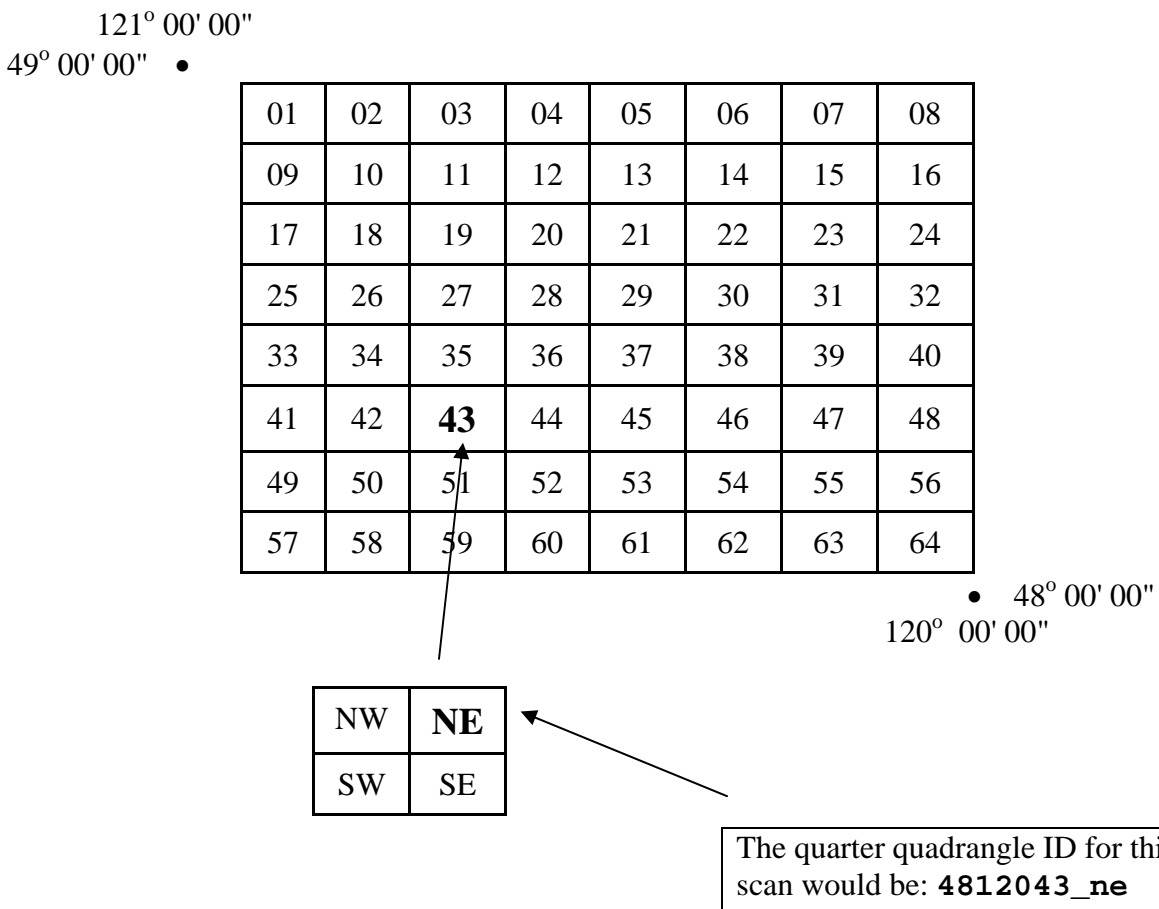 121° 00' 00"
49° 00' 00" •
01 02 03 04 05 06 07 08
09 10 11 12 13 14 15 16
17 18 19 20 21 22 23 24
25 26 27 28 29 30 31 32
33 34 35 36 37 38 39 40
41 42 43 44 45 46 47 48
49 50 51 52 53 54 55 56
57 58 59 60 61 62 63 64
• 48° 00' 00"
120° 00' 00"
NW NE
SW SE
The quarter quadrangle ID for thi
scan would be: 4812043_ne